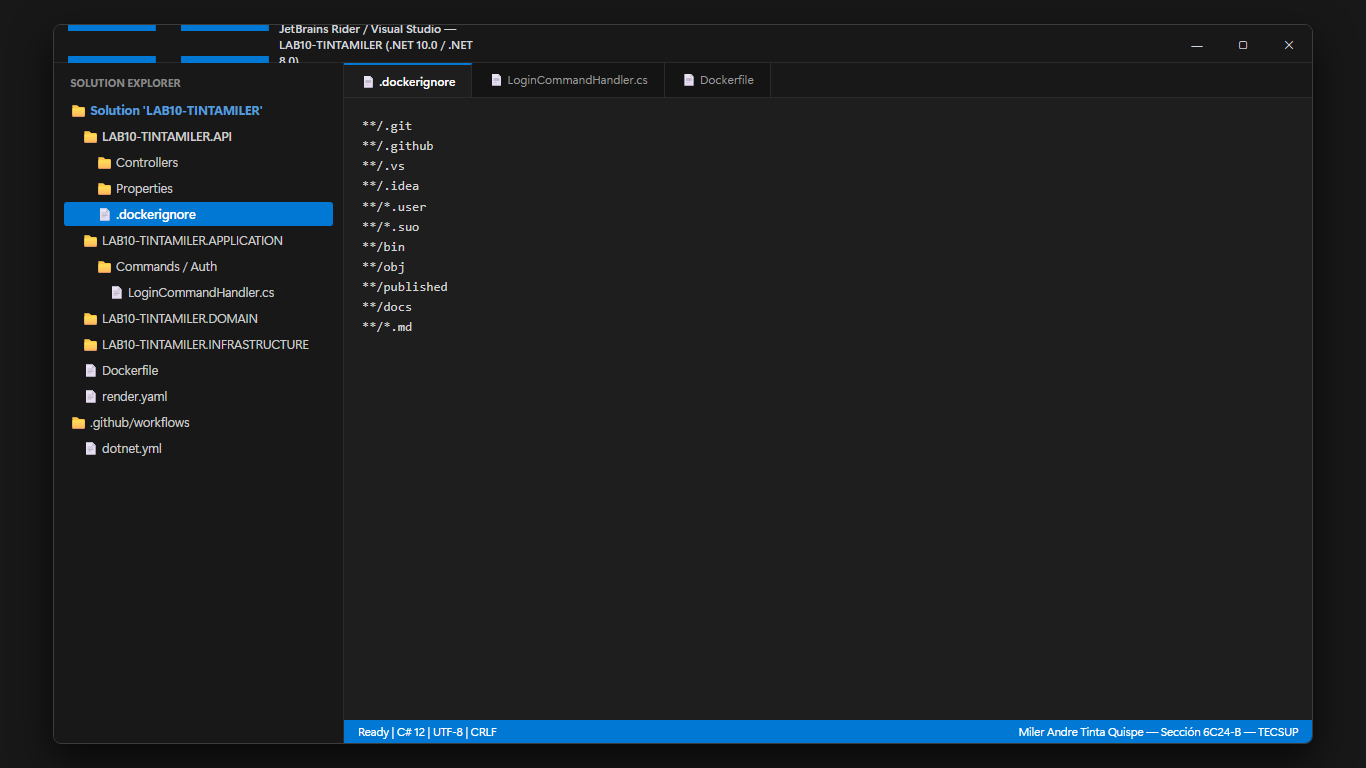 JetBrains Rider / Visual Studio —
LAB10-TINTAMILER (.NET 10.0 / .NET
8.0)
SOLUTION EXPLORER
Solution 'LAB10-TINTAMILER'
LAB10-TINTAMILER.API
Controllers
Properties
.dockerignore
LAB10-TINTAMILER.APPLICATION
Commands / Auth
LoginCommandHandler.cs
LAB10-TINTAMILER.DOMAIN
LAB10-TINTAMILER.INFRASTRUCTURE
Dockerfile
render.yaml
.github/workflows
dotnet.yml
.dockerignore
LoginCommandHandler.cs
Dockerfile
**/.git
**/.github
**/.vs
**/.idea
**/*.user
**/*.suo
**/bin
**/obj
**/published
**/docs
**/*.md
Ready | C# 12 | UTF-8 | CRLF
Miler Andre Tinta Quispe — Sección 6C24-B — TECSUP